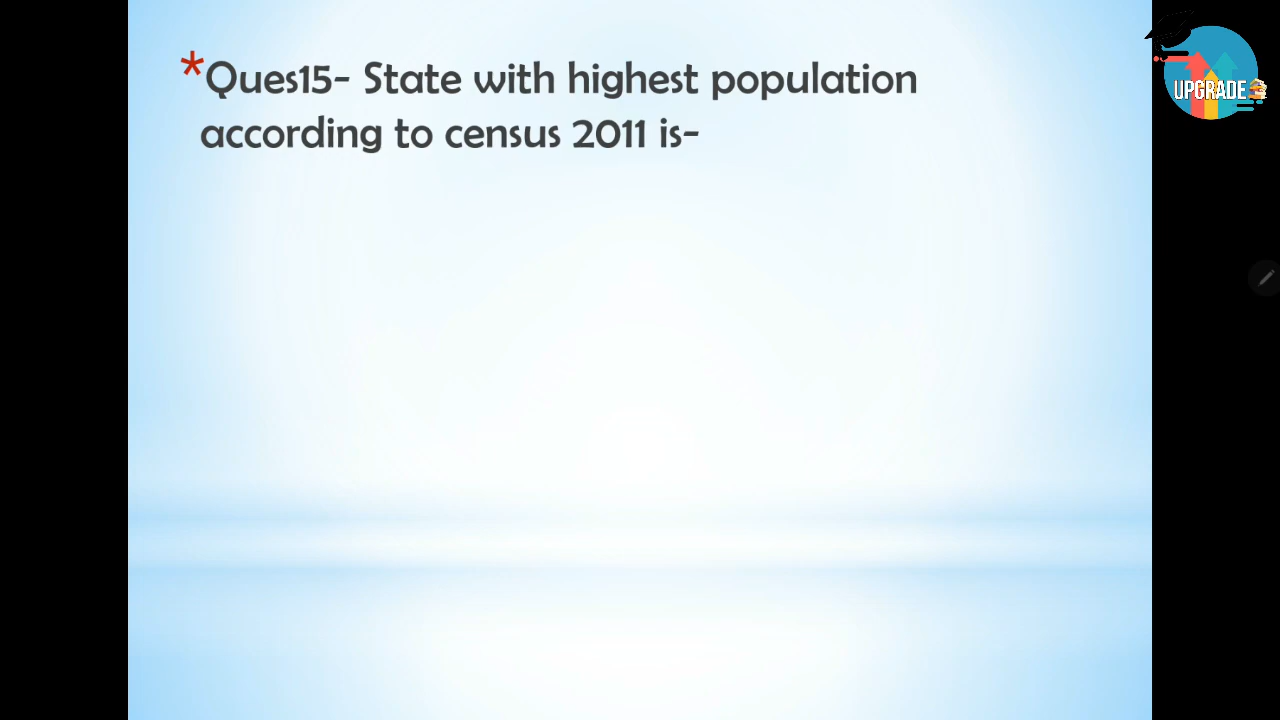 *Ques15- State with highest population
according to census 2011 is-
UPGRADE